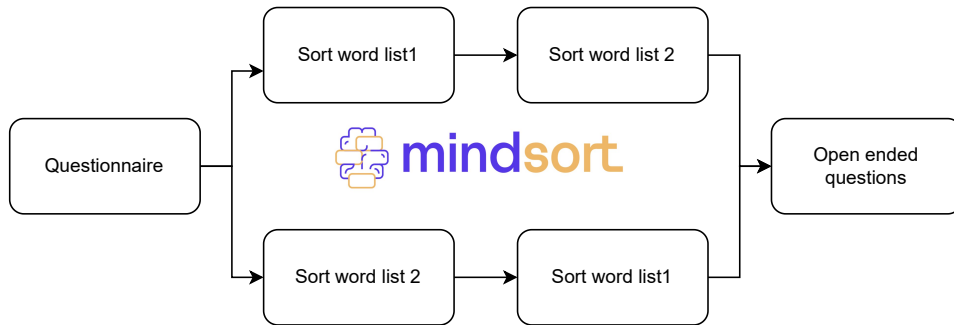 Sort word list1
Sort word list 2
Questionnaire
mindsort
Open ended
questions
Sort word list 2
Sort word list1